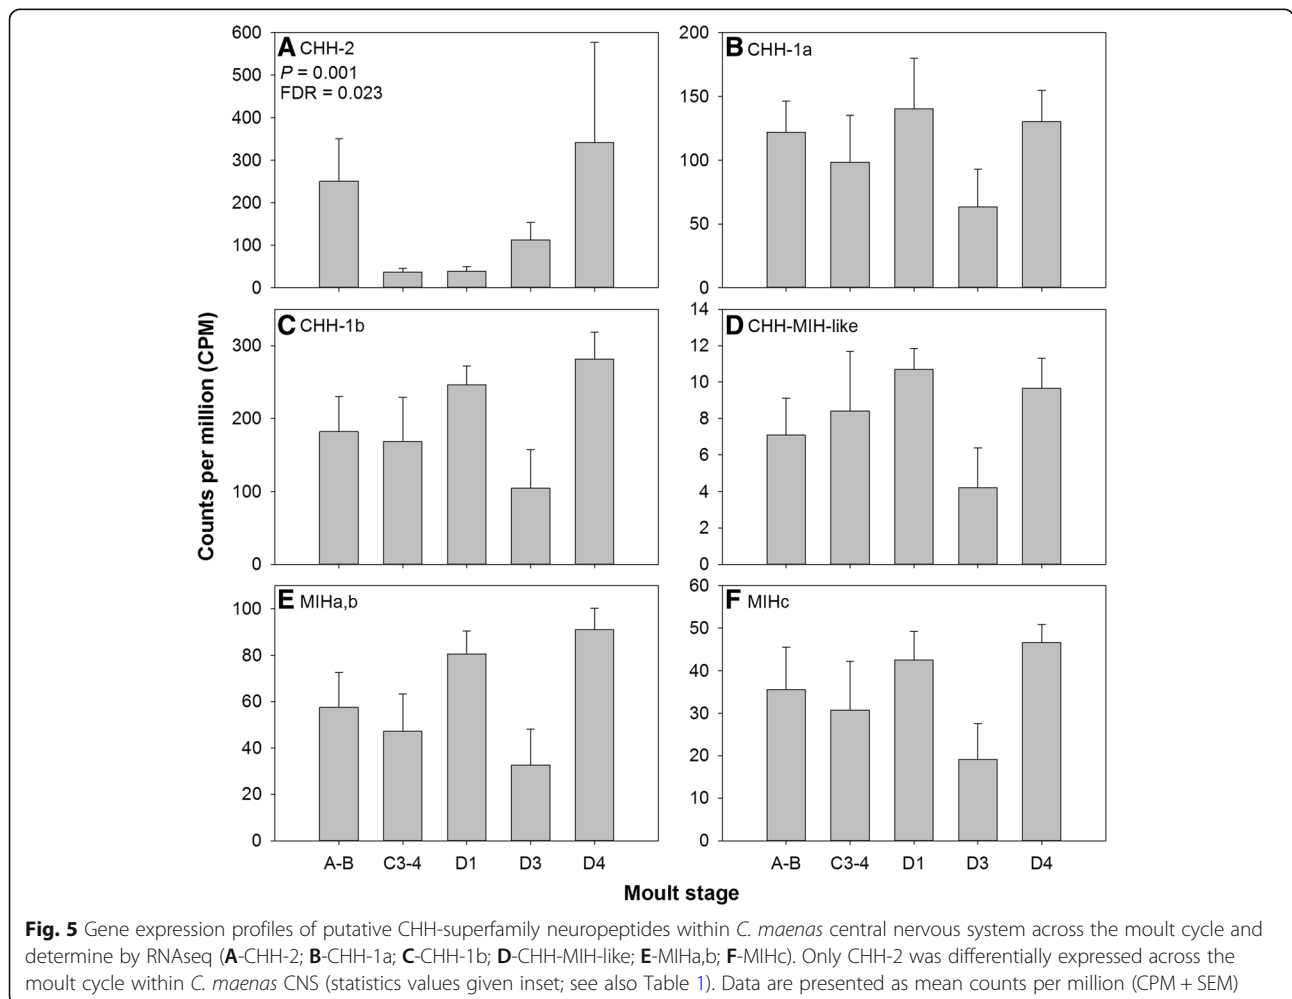 A CHH-2
P = 0.001
FDR = 0.023
600
500
400
300
200
100
0
B CHH-1a
200
150
100
50
0
C CHH-1b
300
200
100
0
D CHH-MIH-like
14
12
10
8
6
4
2
0
E MIHa,b
100
80
60
40
20
0
F MIHc
60
50
40
30
20
10
0
Counts per million (CPM)
A-B C3-4 D1 D3 D4
A-B C3-4 D1 D3 D4
Moult stage
Fig. 5 Gene expression profiles of putative CHH-superfamily neuropeptides within C. maenas central nervous system across the moult cycle and
determine by RNAseq (A-CHH-2; B-CHH-1a; C-CHH-1b; D-CHH-MIH-like; E-MIHa,b; F-MIHc). Only CHH-2 was differentially expressed across the
moult cycle within C. maenas CNS (statistics values given inset; see also Table 1). Data are presented as mean counts per million (CPM + SEM)